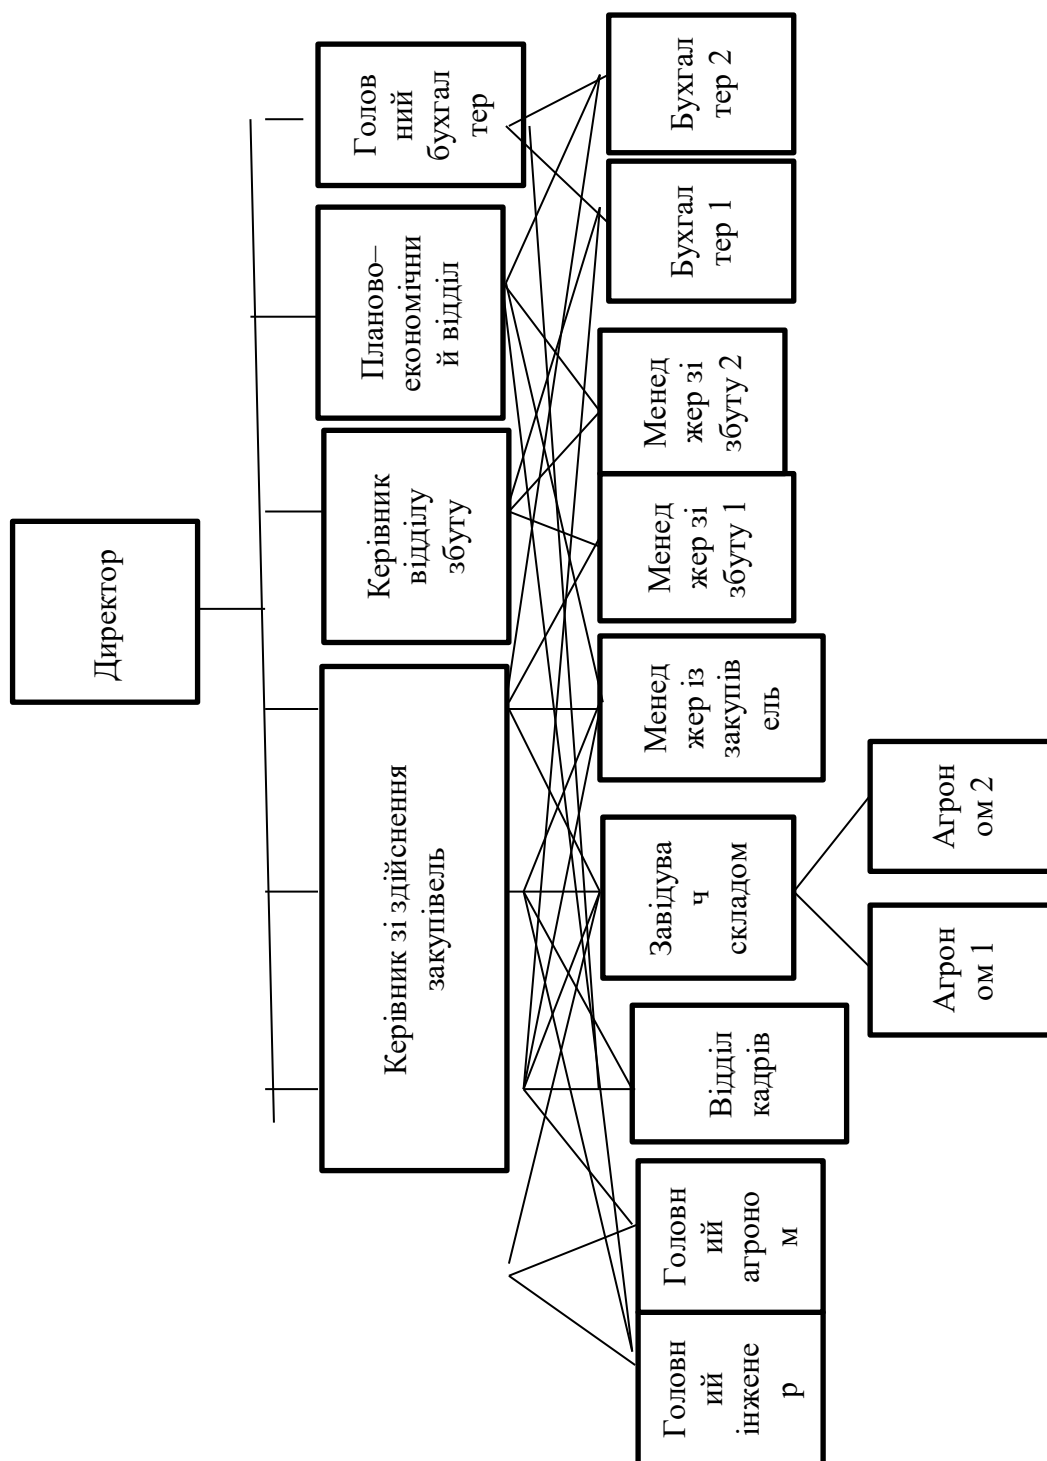 Директор
Керівник зі здійснення
закупівель
Керівник
відділу
збуту
Планово–
економічни
й відділ
Голов
ний
бухгал
тер
Головн
ий
інжене
р
Головн
ий
агроно
м
Відділ
кадрів
Завідува
ч
складом
Менед
жер із
закупів
ель
Менед
жер зі
збуту 1
Менед
жер зі
збуту 2
Бухгал
тер 1
Бухгал
тер 2
Агрон
ом 1
Агрон
ом 2